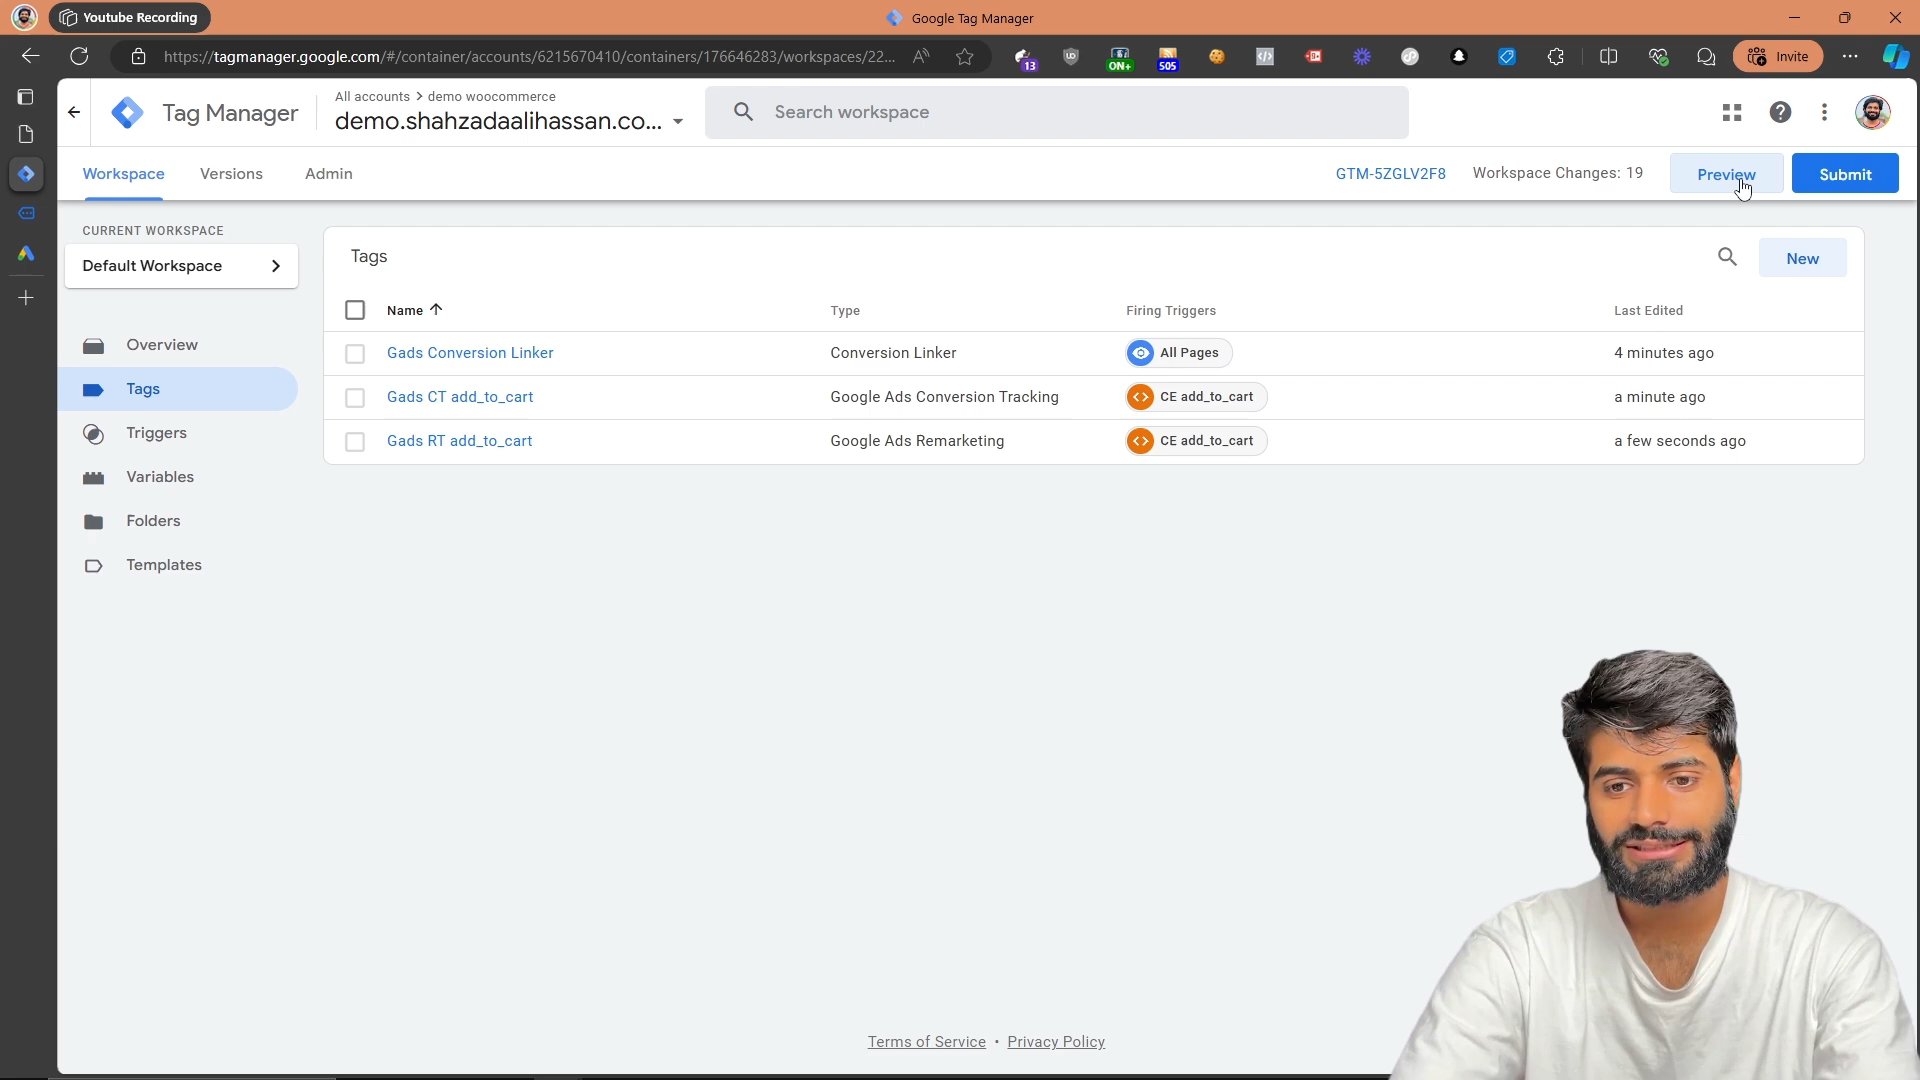 Youtube Recording
Google Tag Manager
https://tagmanager.google.com/#/container/accounts/6215670410/containers/176646283/workspaces/22...
13
ON+
505
Invite
Tag Manager
All accounts > demo woocommerce
demo.shahzadaalihassan.co...
Search workspace
Workspace
Versions
Admin
GTM-5ZGLV2F8
Workspace Changes: 19
Preview
Submit
CURRENT WORKSPACE
Default Workspace
Overview
Tags
Triggers
Variables
Folders
Templates
Tags
New
Name Type Firing Triggers Last Edited
Gads Conversion Linker Conversion Linker All Pages 4 minutes ago
Gads CT add_to_cart Google Ads Conversion Tracking CE add_to_cart a minute ago
Gads RT add_to_cart Google Ads Remarketing CE add_to_cart a few seconds ago
Terms of Service • Privacy Policy